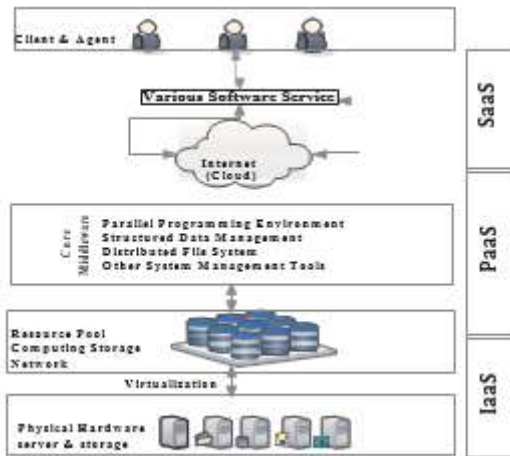 Client & Agent
Various Software Service
Internet
(Cloud)
SaaS
Core
Middleware
Parallel Programming Environment
Structured Data Management
Distributed File System
Other System Management Tools
PaaS
Resource Pool
Computing Storage
Network
Virtualization
IaaS
Physical Hardware
server & storage